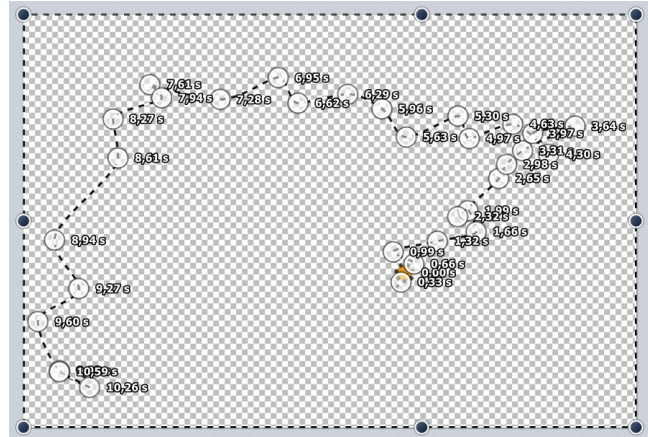 7,61 s
6,95 s
7,94 s
7,28 s
6,62 s
6,29 s
5,96 s
8,27 s
5,30 s
4,63 s
3,64 s
5,63 s
4,97 s
3,97 s
8,61 s
3,31 s
4,30 s
2,98 s
2,65 s
1,99 s
2,32 s
1,66 s
8,94 s
1,32 s
0,99 s
0,66 s
0,00 s
0,33 s
9,27 s
9,60 s
10,59 s
10,26 s